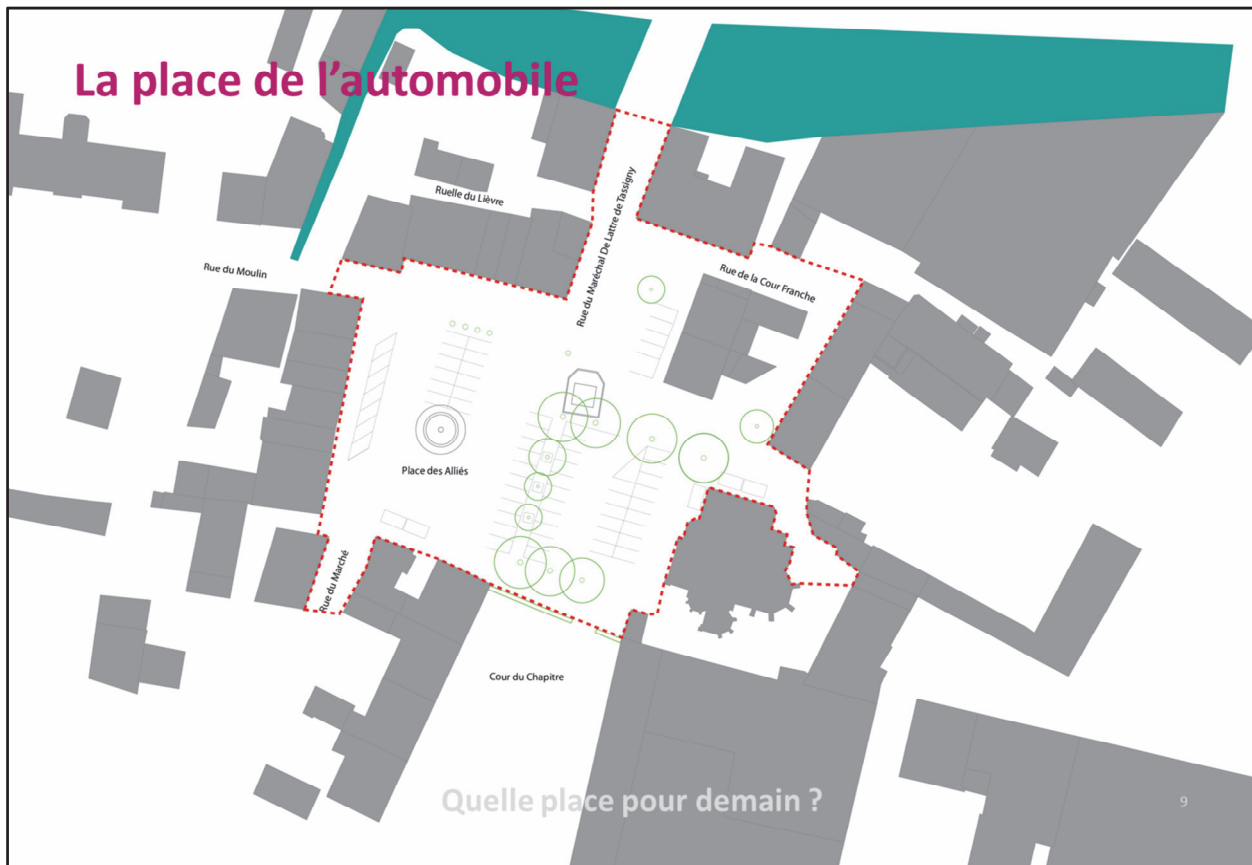 La place de l’automobile
Ruelle du Lièvre
Rue du Maréchal De Lattre de Tassigny
Rue du Moulin
Rue de la Cour Franche
Place des Alliés
Rue du Marché
Cour du Chapitre
Quelle place pour demain ?
9